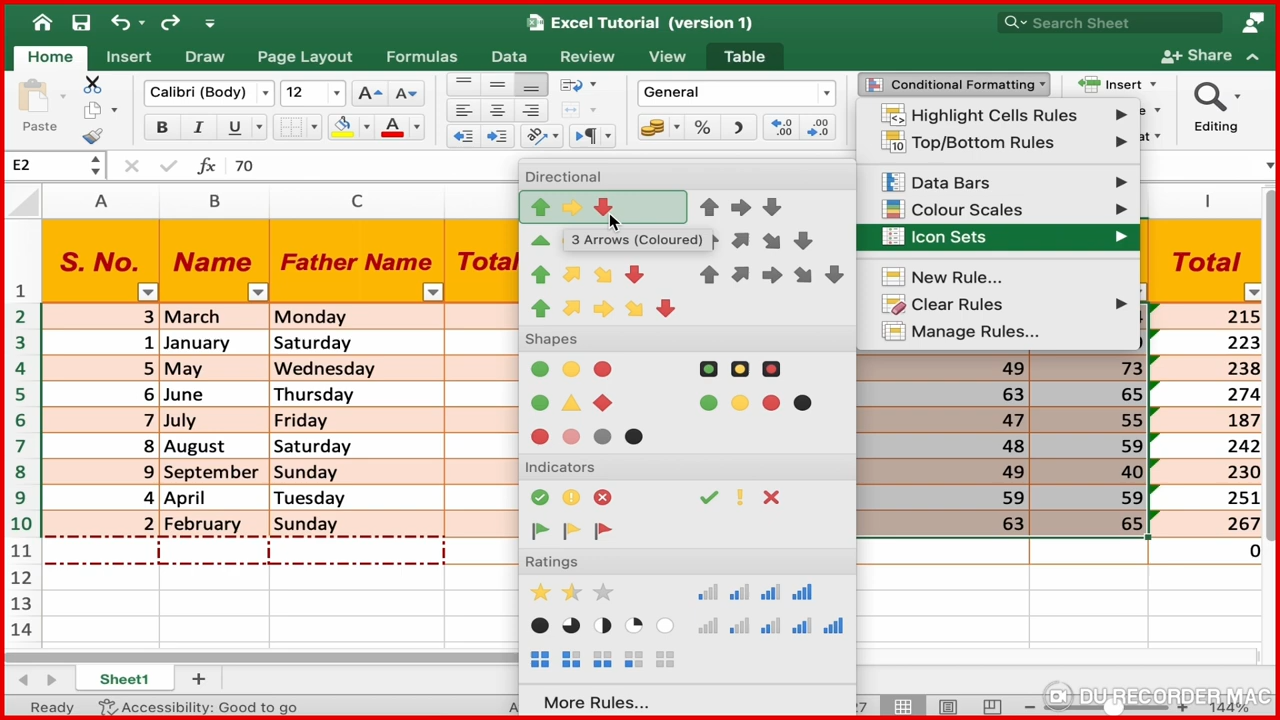 Excel Tutorial (version 1)
Search Sheet
Home Insert Draw Page Layout Formulas Data Review View Table Share
Calibri (Body) 12 General Conditional Formatting Insert
Paste
Editing
Highlight Cells Rules
Top/Bottom Rules
Data Bars
Colour Scales
Icon Sets
New Rule...
Clear Rules
Manage Rules...
E2 fx 70
Directional
3 Arrows (Coloured)
Shapes
Indicators
Ratings
More Rules...
A B C I
1 S. No. Name Father Name Total Total
2 3 March Monday 215
3 1 January Saturday 223
4 5 May Wednesday 49 73 238
5 6 June Thursday 63 65 274
6 7 July Friday 47 55 187
7 8 August Saturday 48 59 242
8 9 September Sunday 49 40 230
9 4 April Tuesday 59 59 251
10 2 February Sunday 63 65 267
11 0
12
13
14
Sheet1
Ready Accessibility: Good to go 144%
DU RECORDER MAC